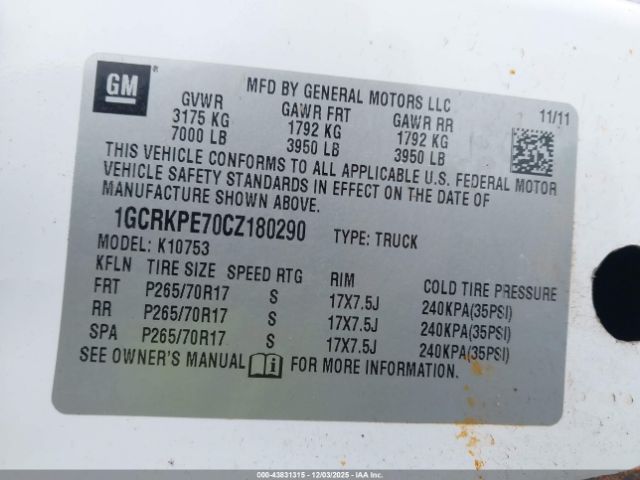 GM
MFD BY GENERAL MOTORS LLC
GVWR GAWR FRT GAWR RR 11/11
3175 KG 1792 KG 1792 KG
7000 LB 3950 LB 3950 LB
THIS VEHICLE CONFORMS TO ALL APPLICABLE U.S. FEDERAL MOTOR
VEHICLE SAFETY STANDARDS IN EFFECT ON THE DATE OF
MANUFACTURE SHOWN ABOVE.
1GCRKPE70CZ180290 TYPE: TRUCK
MODEL: K10753
KFLN TIRE SIZE SPEED RTG RIM COLD TIRE PRESSURE
FRT P265/70R17 S 17X7.5J 240KPA(35PSI)
RR P265/70R17 S 17X7.5J 240KPA(35PSI)
SPA P265/70R17 S 17X7.5J 240KPA(35PSI)
SEE OWNER'S MANUAL FOR MORE INFORMATION.
000-43831315 - 12/03/2025 - IAAI.com